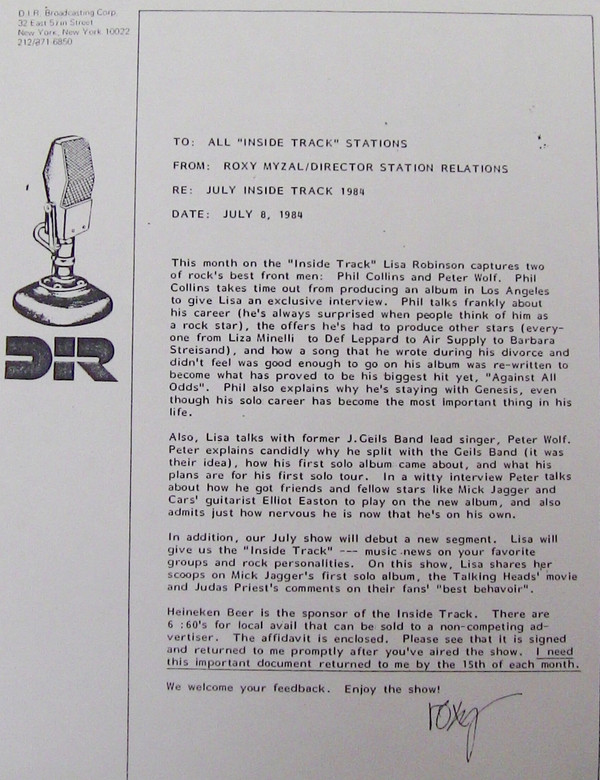 D.I.R. Broadcasting Corp.
32 East 57th Street
New York, New York 10022
212/371-6850
DIR
TO: ALL "INSIDE TRACK" STATIONS
FROM: ROXY MYZAL/DIRECTOR STATION RELATIONS
RE: JULY INSIDE TRACK 1984
DATE: JULY 8, 1984
This month on the "Inside Track" Lisa Robinson captures two
of rock's best front men: Phil Collins and Peter Wolf. Phil
Collins takes time out from producing an album in Los Angeles
to give Lisa an exclusive interview. Phil talks frankly about
his career (he's always surprised when people think of him as
a rock star), the offers he's had to produce other stars (every-
one from Liza Minelli to Def Leppard to Air Supply to Barbara
Streisand), and how a song that he wrote during his divorce and
didn't feel was good enough to go on his album was re-written to
become what has proved to be his biggest hit yet, "Against All
Odds". Phil also explains why he's staying with Genesis, even
though his solo career has become the most important thing in his
life.
Also, Lisa talks with former J.Geils Band lead singer, Peter Wolf.
Peter explains candidly why he split with the Geils Band (it was
their idea), how his first solo album came about, and what his
plans are for his first solo tour. In a witty interview Peter talks
about how he got friends and fellow stars like Mick Jagger and
Cars' guitarist Elliot Easton to play on the new album, and also
admits just how nervous he is now that he's on his own.
In addition, our July show will debut a new segment. Lisa will
give us the "Inside Track" --- music news on your favorite
groups and rock personalities. On this show, Lisa shares her
scoops on Mick Jagger's first solo album, the Talking Heads' movie
and Judas Priest's comments on their fans' "best behavoir".
Heineken Beer is the sponsor of the Inside Track. There are
6 :60's for local avail that can be sold to a non-competing ad-
vertiser. The affidavit is enclosed. Please see that it is signed
and returned to me promptly after you've aired the show. I need
this important document returned to me by the 15th of each month.
We welcome your feedback. Enjoy the show!
roxy